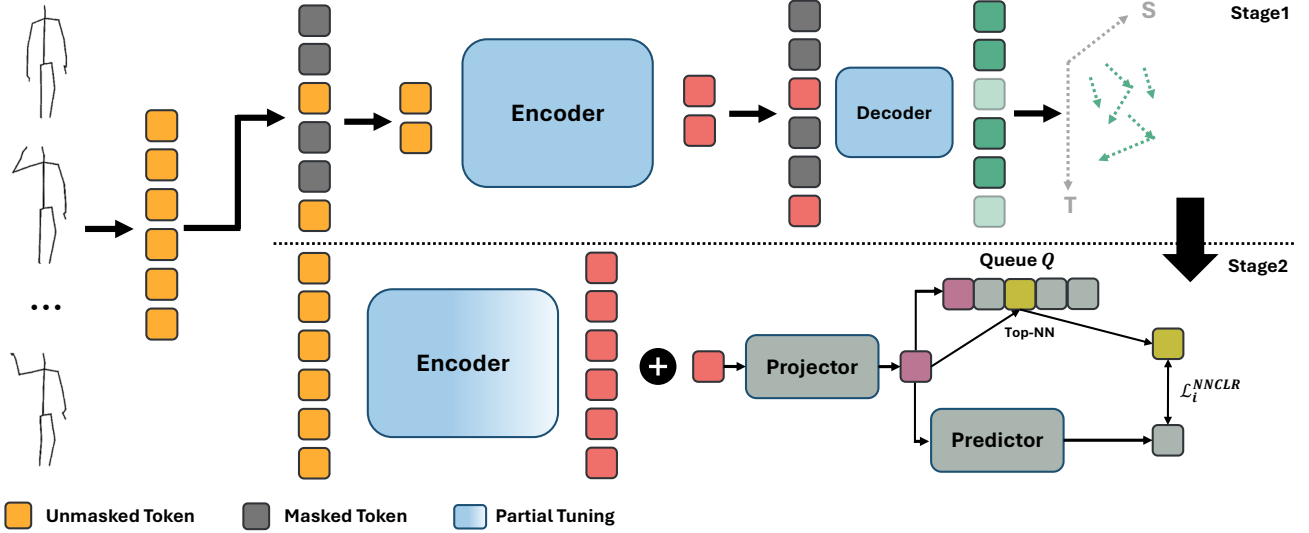 S
Stage1
Encoder
Decoder
T
Stage2
Queue Q
Top-NN
Encoder
+
Projector
ℒ_i^{NNCLR}
Predictor
...
Unmasked Token
Masked Token
Partial Tuning